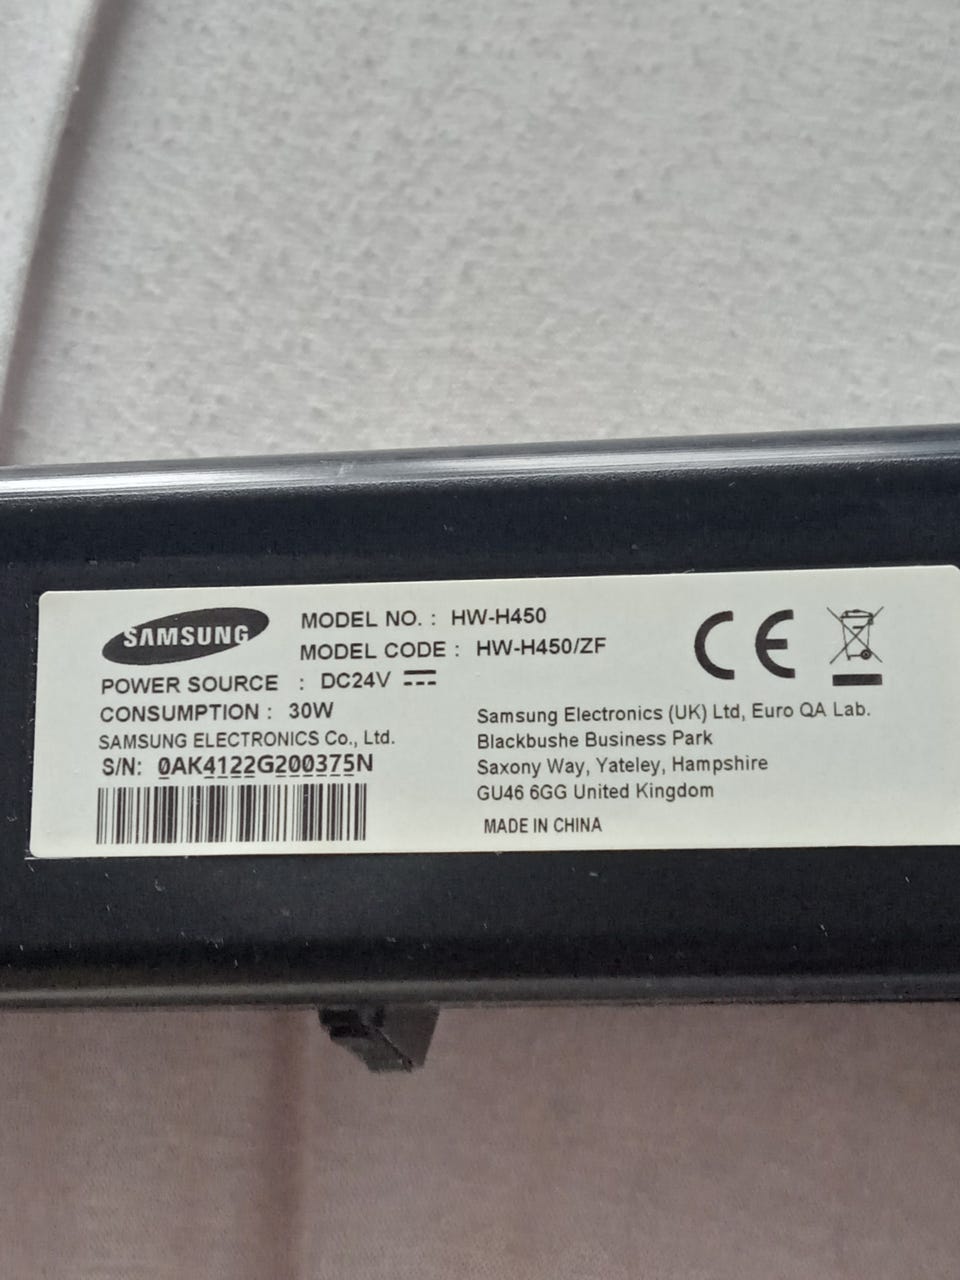 SAMSUNG
MODEL NO. : HW-H450
MODEL CODE : HW-H450/ZF
POWER SOURCE : DC24V
CONSUMPTION : 30W
SAMSUNG ELECTRONICS Co., Ltd.
S/N: 0AK4122G200375N
CE
Samsung Electronics (UK) Ltd, Euro QA Lab.
Blackbushe Business Park
Saxony Way, Yateley, Hampshire
GU46 6GG United Kingdom
MADE IN CHINA